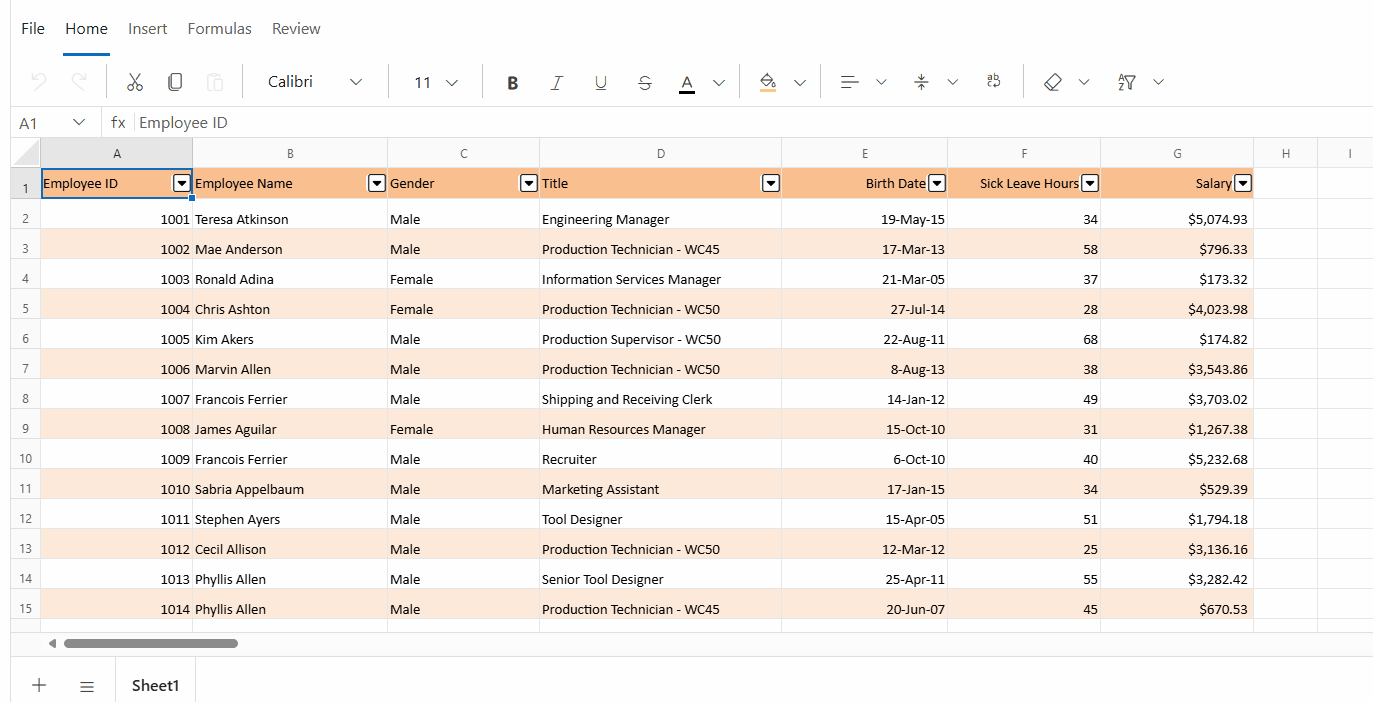 File Home Insert Formulas Review
Calibri 11 B I U S A ab A Z
A1 fx Employee ID
A B C D E F G H I
1 Employee ID Employee Name Gender Title Birth Date Sick Leave Hours Salary
2 1001 Teresa Atkinson Male Engineering Manager 19-May-15 34 $5,074.93
3 1002 Mae Anderson Male Production Technician - WC45 17-Mar-13 58 $796.33
4 1003 Ronald Adina Female Information Services Manager 21-Mar-05 37 $173.32
5 1004 Chris Ashton Female Production Technician - WC50 27-Jul-14 28 $4,023.98
6 1005 Kim Akers Male Production Supervisor - WC50 22-Aug-11 68 $174.82
7 1006 Marvin Allen Male Production Technician - WC50 8-Aug-13 38 $3,543.86
8 1007 Francois Ferrier Male Shipping and Receiving Clerk 14-Jan-12 49 $3,703.02
9 1008 James Aguilar Female Human Resources Manager 15-Oct-10 31 $1,267.38
10 1009 Francois Ferrier Male Recruiter 6-Oct-10 40 $5,232.68
11 1010 Sabria Appelbaum Male Marketing Assistant 17-Jan-15 34 $529.39
12 1011 Stephen Ayers Male Tool Designer 15-Apr-05 51 $1,794.18
13 1012 Cecil Allison Male Production Technician - WC50 12-Mar-12 25 $3,136.16
14 1013 Phyllis Allen Male Senior Tool Designer 25-Apr-11 55 $3,282.42
15 1014 Phyllis Allen Male Production Technician - WC45 20-Jun-07 45 $670.53
Sheet1